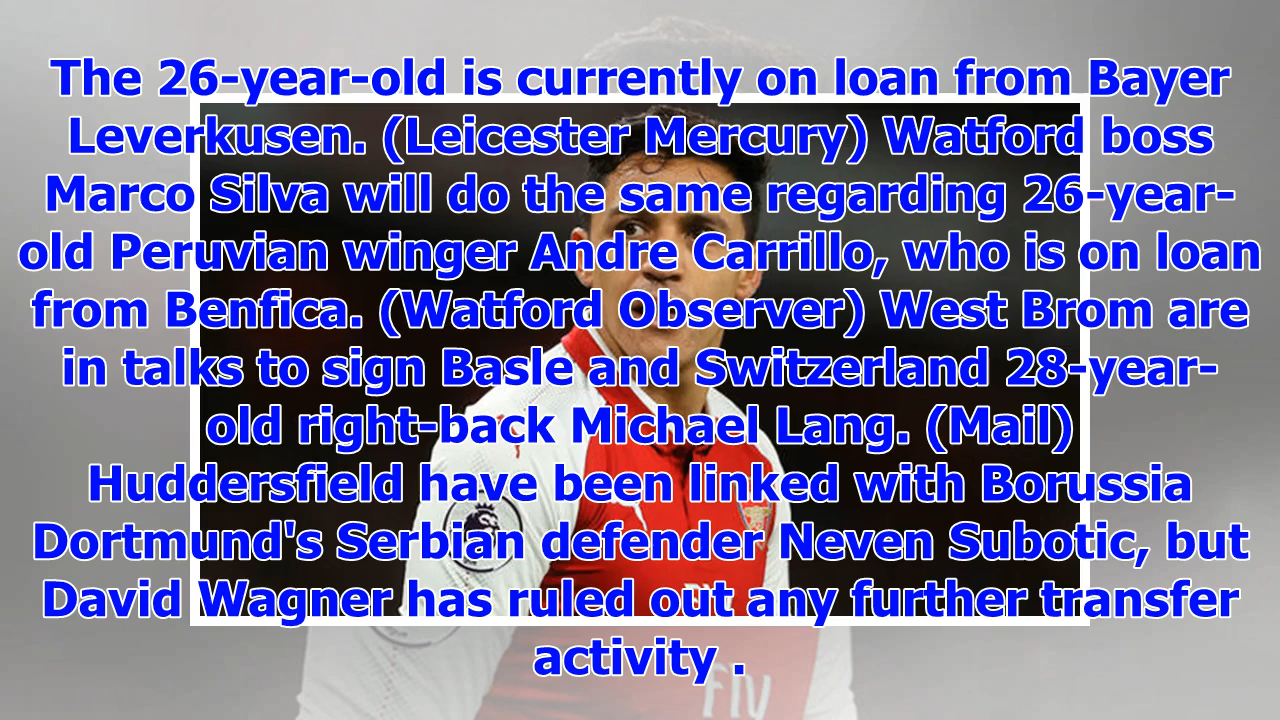 The 26-year-old is currently on loan from Bayer
Leverkusen. (Leicester Mercury) Watford boss
Marco Silva will do the same regarding 26-year-
old Peruvian winger Andre Carrillo, who is on loan
from Benfica. (Watford Observer) West Brom are
in talks to sign Basle and Switzerland 28-year-
old right-back Michael Lang. (Mail)
Huddersfield have been linked with Borussia
Dortmund's Serbian defender Neven Subotic, but
David Wagner has ruled out any further transfer
activity .
fly